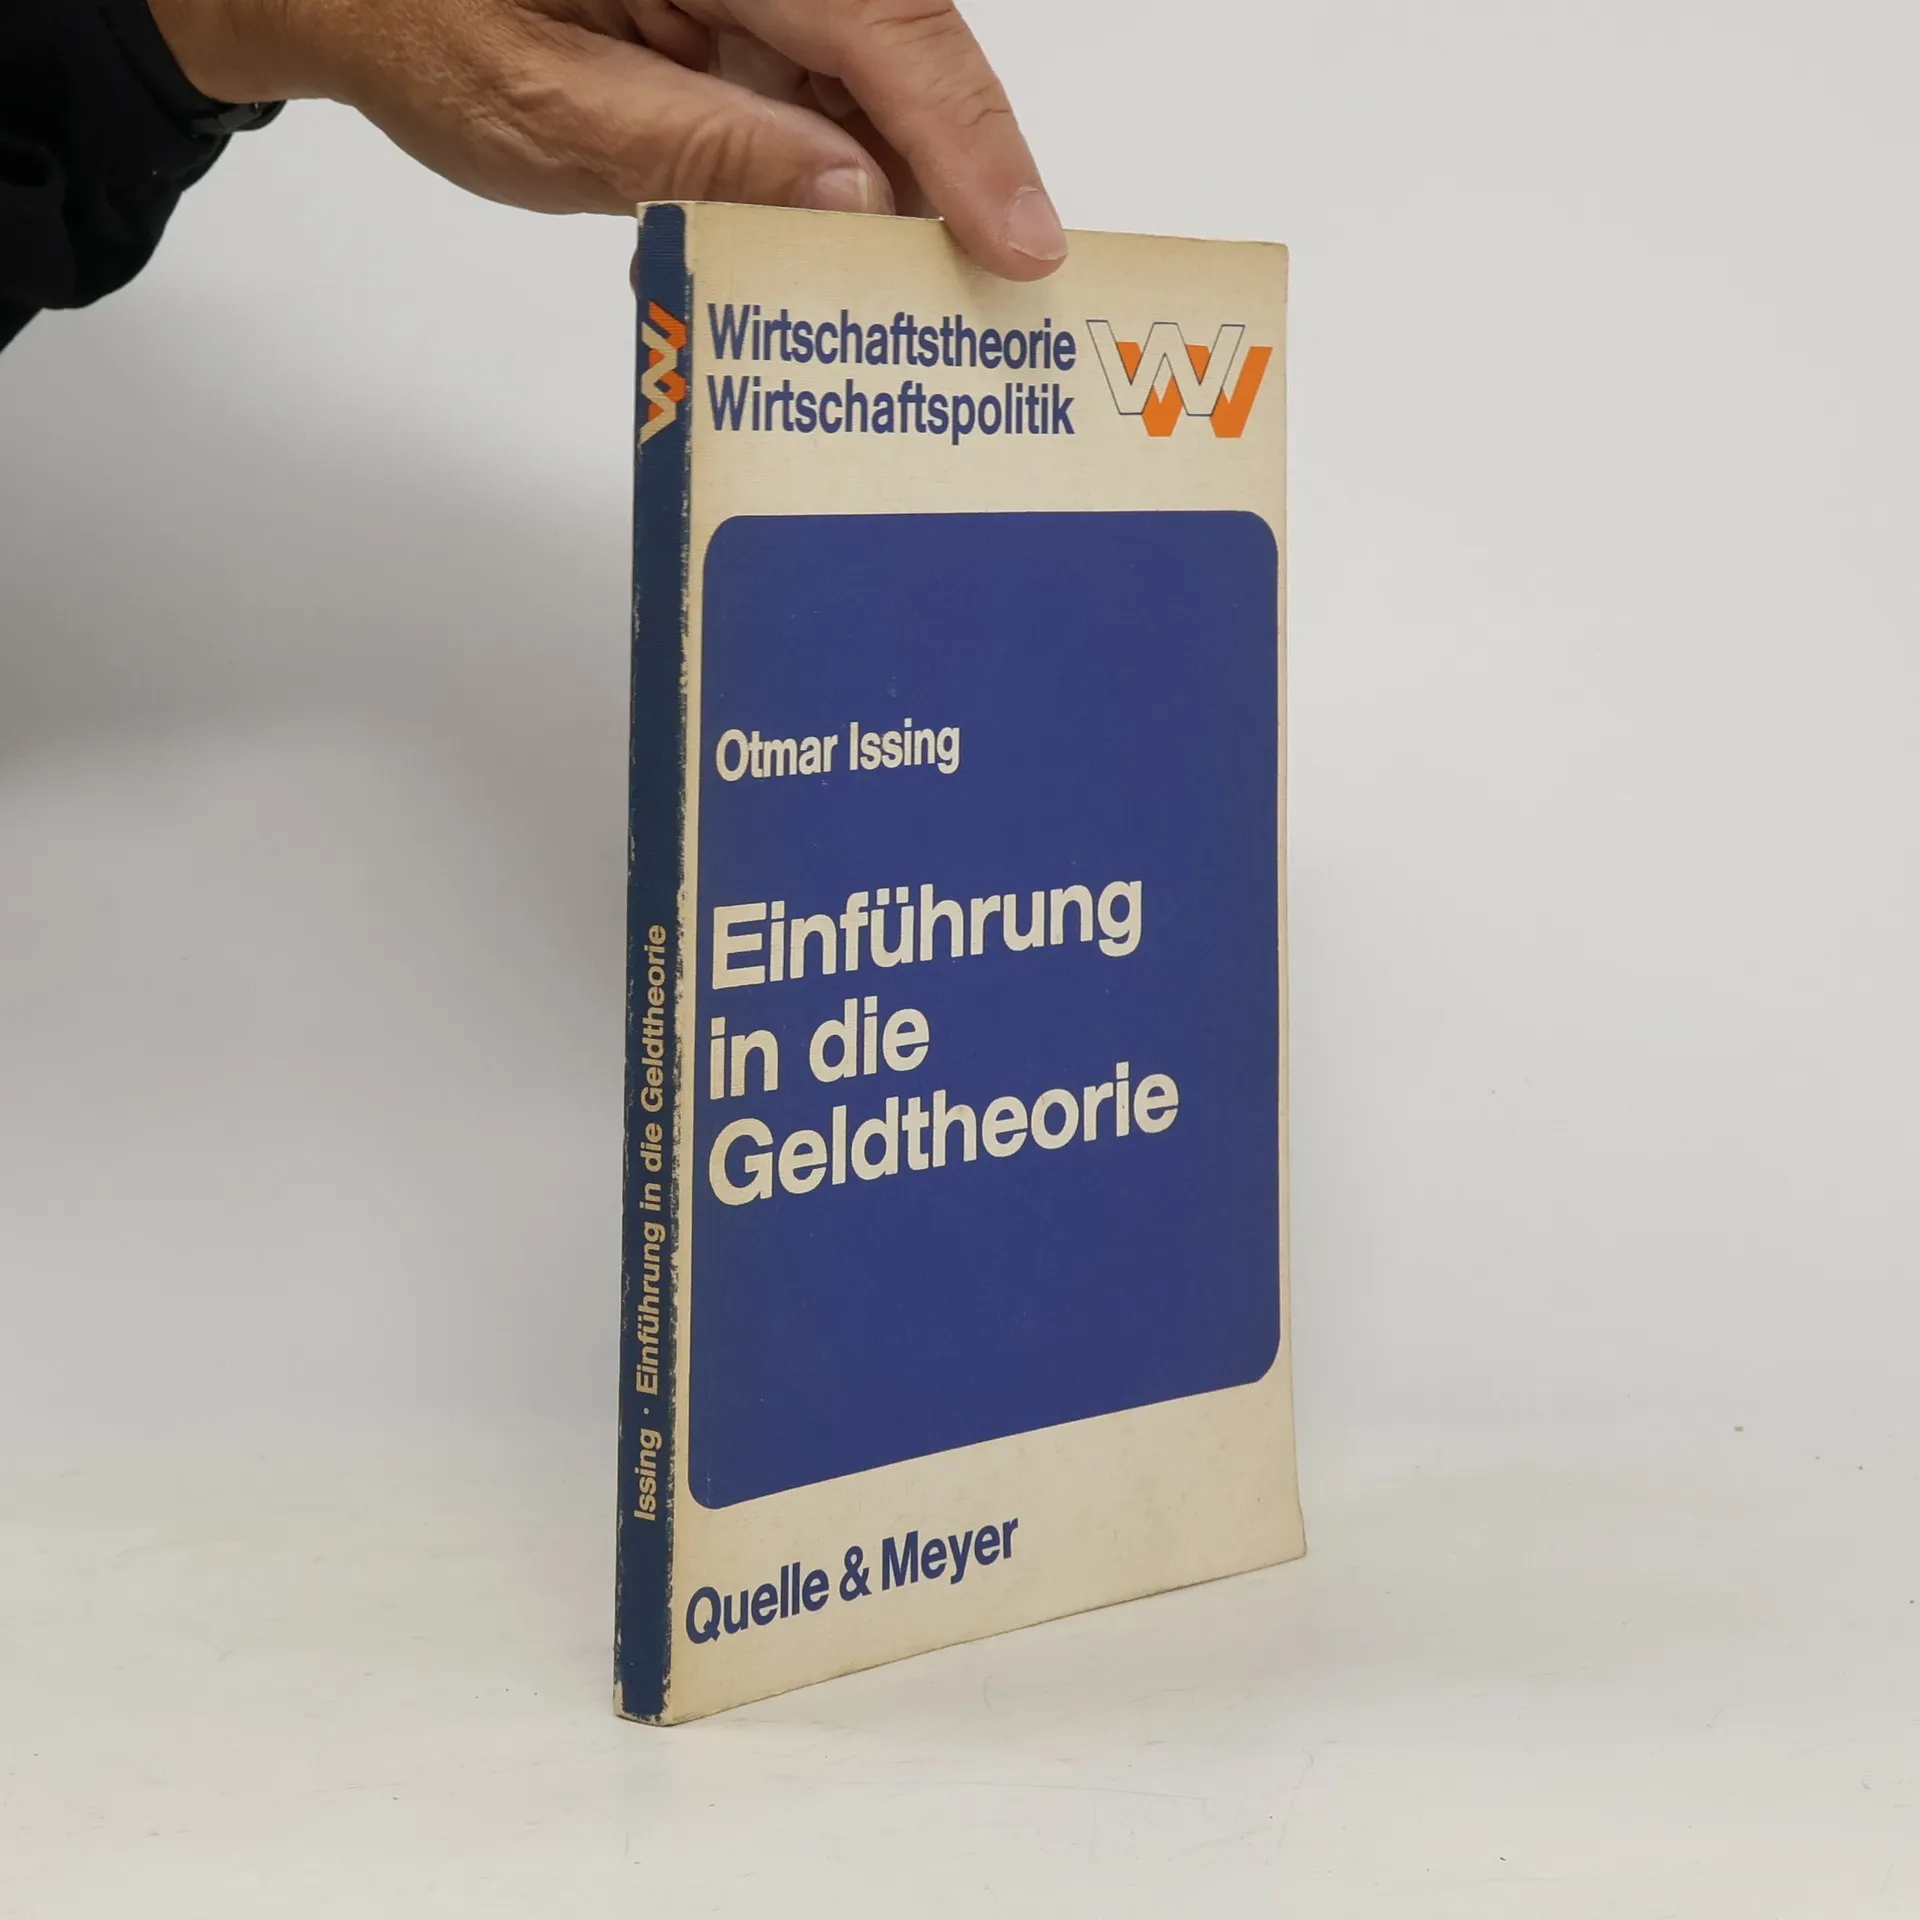 Wirtschaftstheorie
Wirtschaftspolitik
W
Otmar Issing
Einführung
in die
Geldtheorie
Quelle & Meyer
W
Issing · Einführung in die Geldtheorie